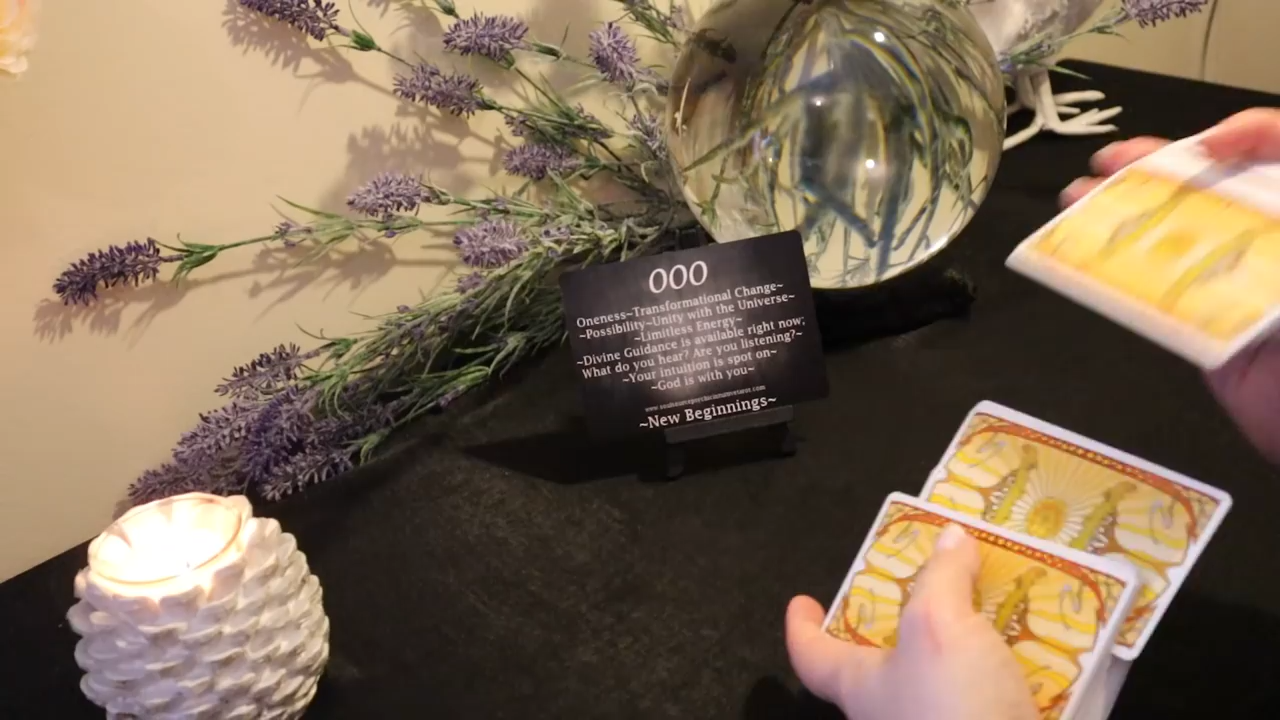 000
Oneness~Transformational Change~
~Possibility~Unity with the Universe~
~Limitless Energy~
~Divine Guidance is available right now;
What do you hear? Are you listening?~
~Your intuition is spot on~
~God is with you~
~New Beginnings~